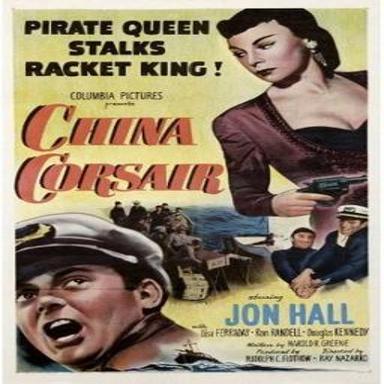 PIRATE QUEEN
STALKS
RACKET KING!
COLUMBIA PICTURES
presents
CHINA
CORSAIR
starring
JON HALL
with Lisa FERRADAY · Ron RANDELL · Douglas KENNEDY
Written by HAROLD R. GREENE
Produced by Directed by
RUDOLPH C. FLOTHOW · RAY NAZARRO